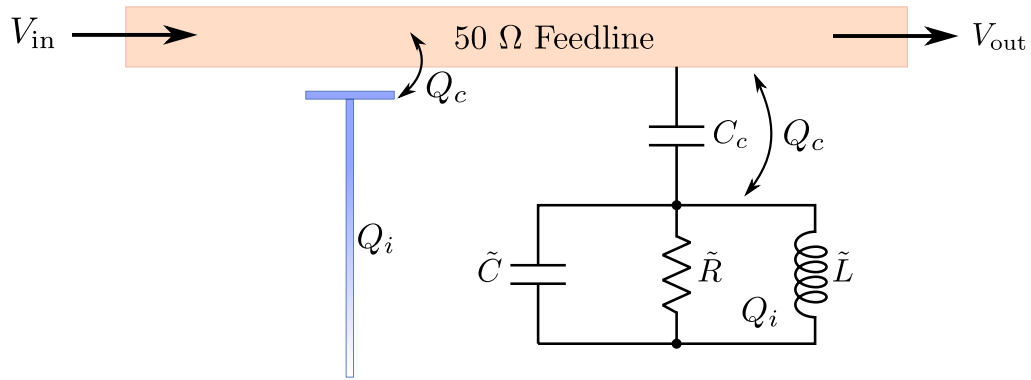 V_in 50 Ω Feedline V_out
Q_c
C_c Q_c
Q_i
C̃ R̃ L̃
Q_i